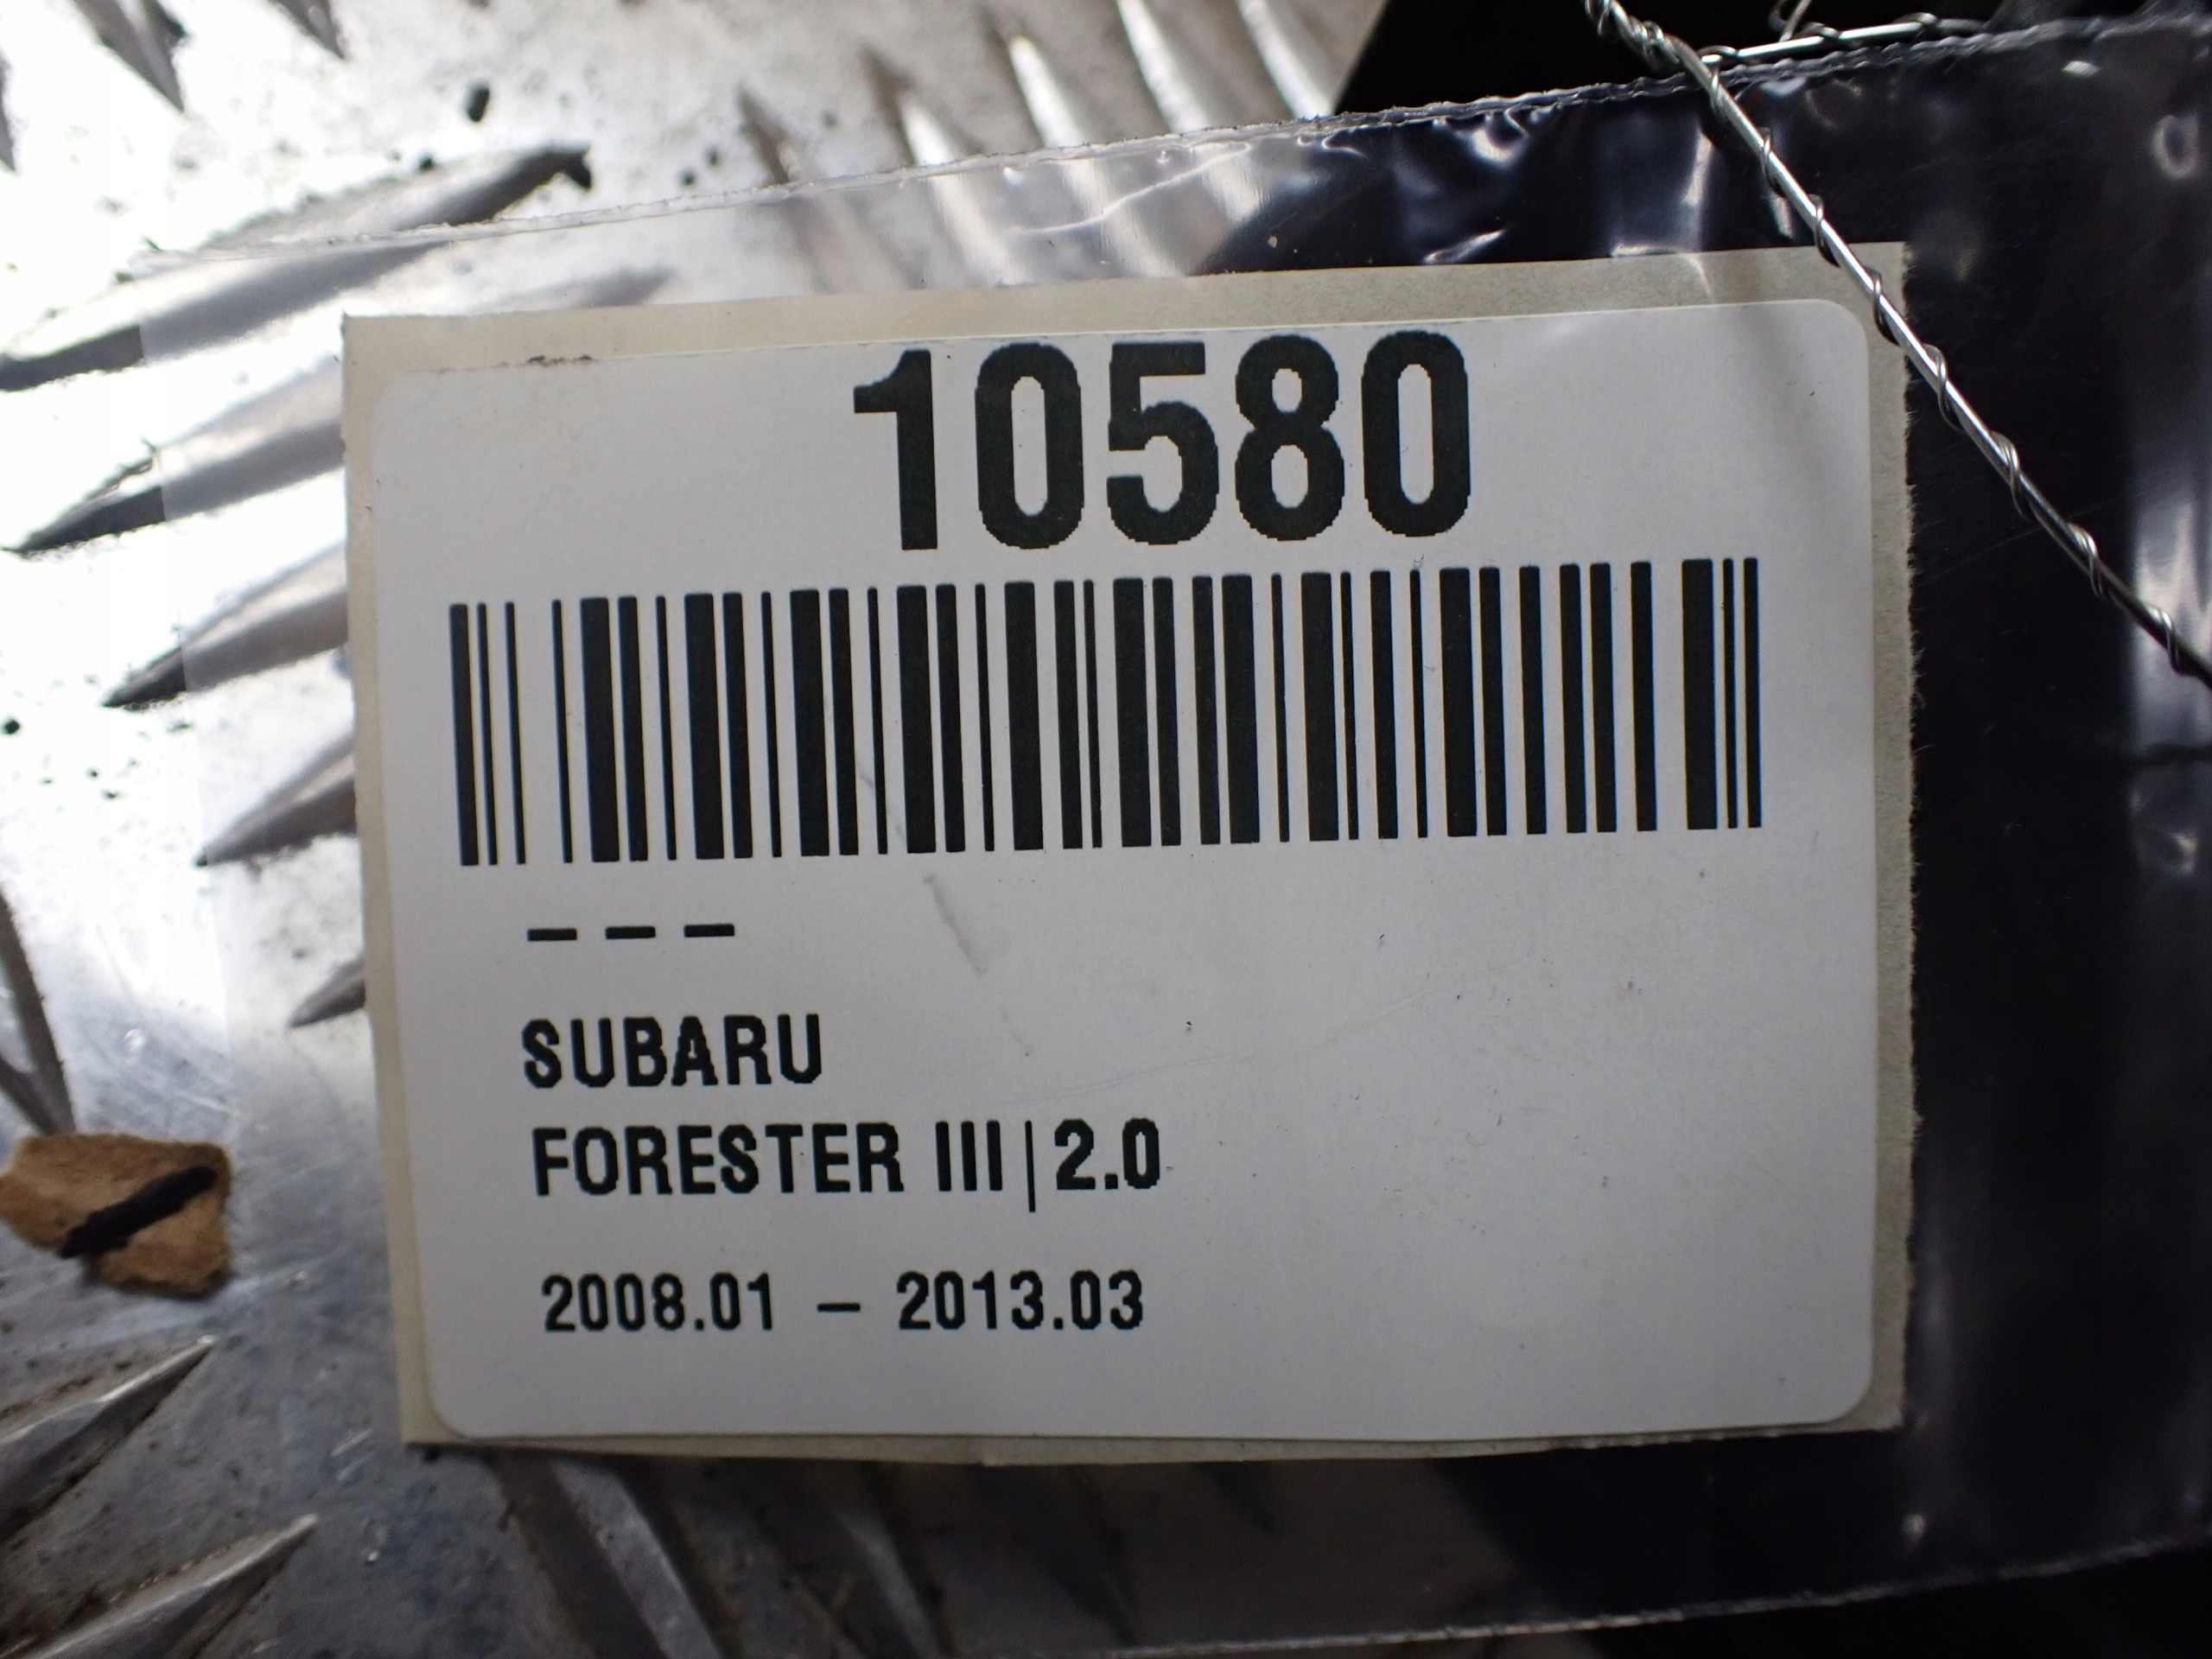 10580
– – –
SUBARU
FORESTER III|2.0
2008.01 – 2013.03